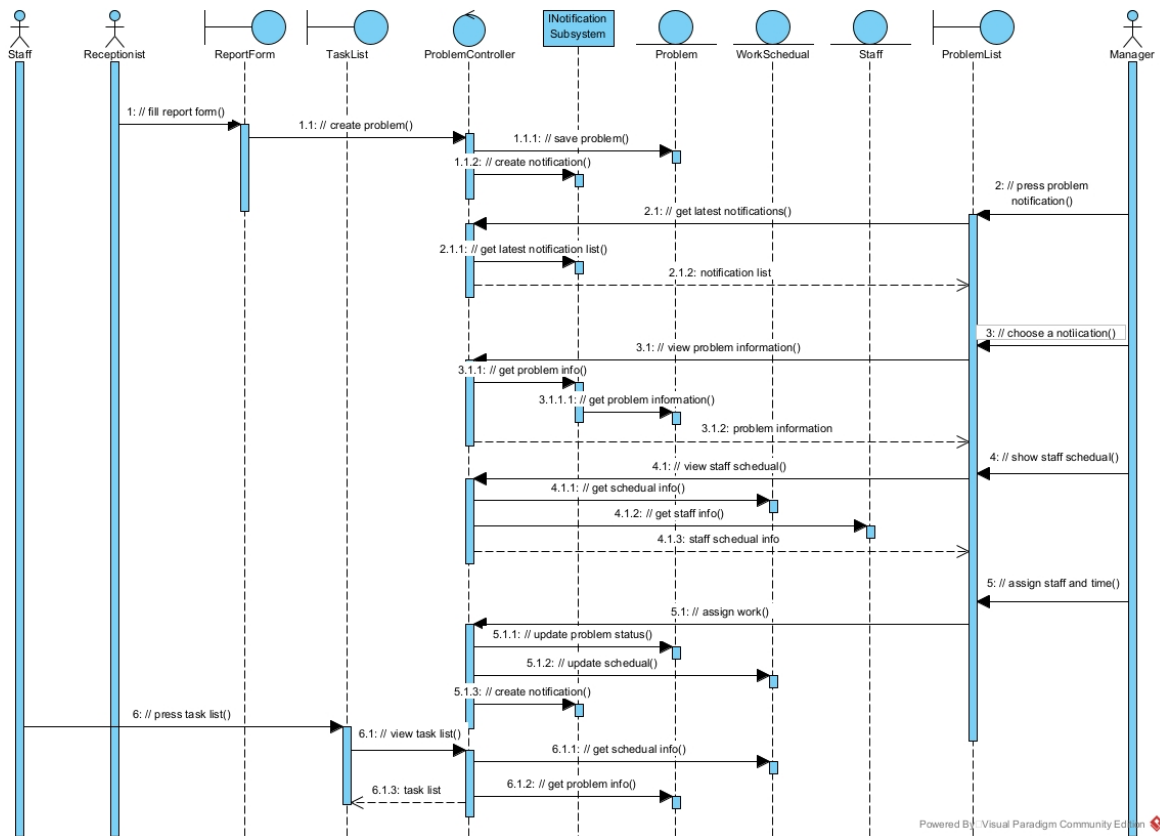 INotification
Subsystem
Staff
Receptionist
ReportForm
TaskList
ProblemController
Problem
WorkSchedual
Staff
ProblemList
Manager
1: // fill report form()
1.1: // create problem()
1.1.1: // save problem()
1.1.2: // create notification()
2: // press problem
notification()
2.1: // get latest notifications()
2.1.1: // get latest notification list()
2.1.2: notification list
3: // choose a notiication()
3.1: // view problem information()
3.1.1: // get problem info()
3.1.1.1: // get problem information()
3.1.2: problem information
4: // show staff schedual()
4.1: // view staff schedual()
4.1.1: // get schedual info()
4.1.2: // get staff info()
4.1.3: staff schedual info
5: // assign staff and time()
5.1: // assign work()
5.1.1: // update problem status()
5.1.2: // update schedual()
5.1.3: // create notification()
6: // press task list()
6.1: // view task list()
6.1.1: // get schedual info()
6.1.2: // get problem info()
6.1.3: task list
Powered By Visual Paradigm Community Edition